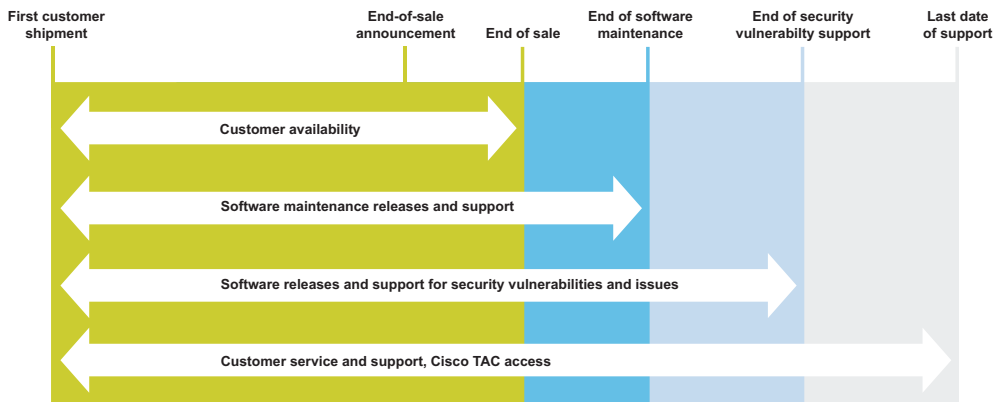 First customer
shipment
End-of-sale
announcement
End of sale
End of software
maintenance
End of security
vulnerabilty support
Last date
of support
Customer availability
Software maintenance releases and support
Software releases and support for security vulnerabilities and issues
Customer service and support, Cisco TAC access